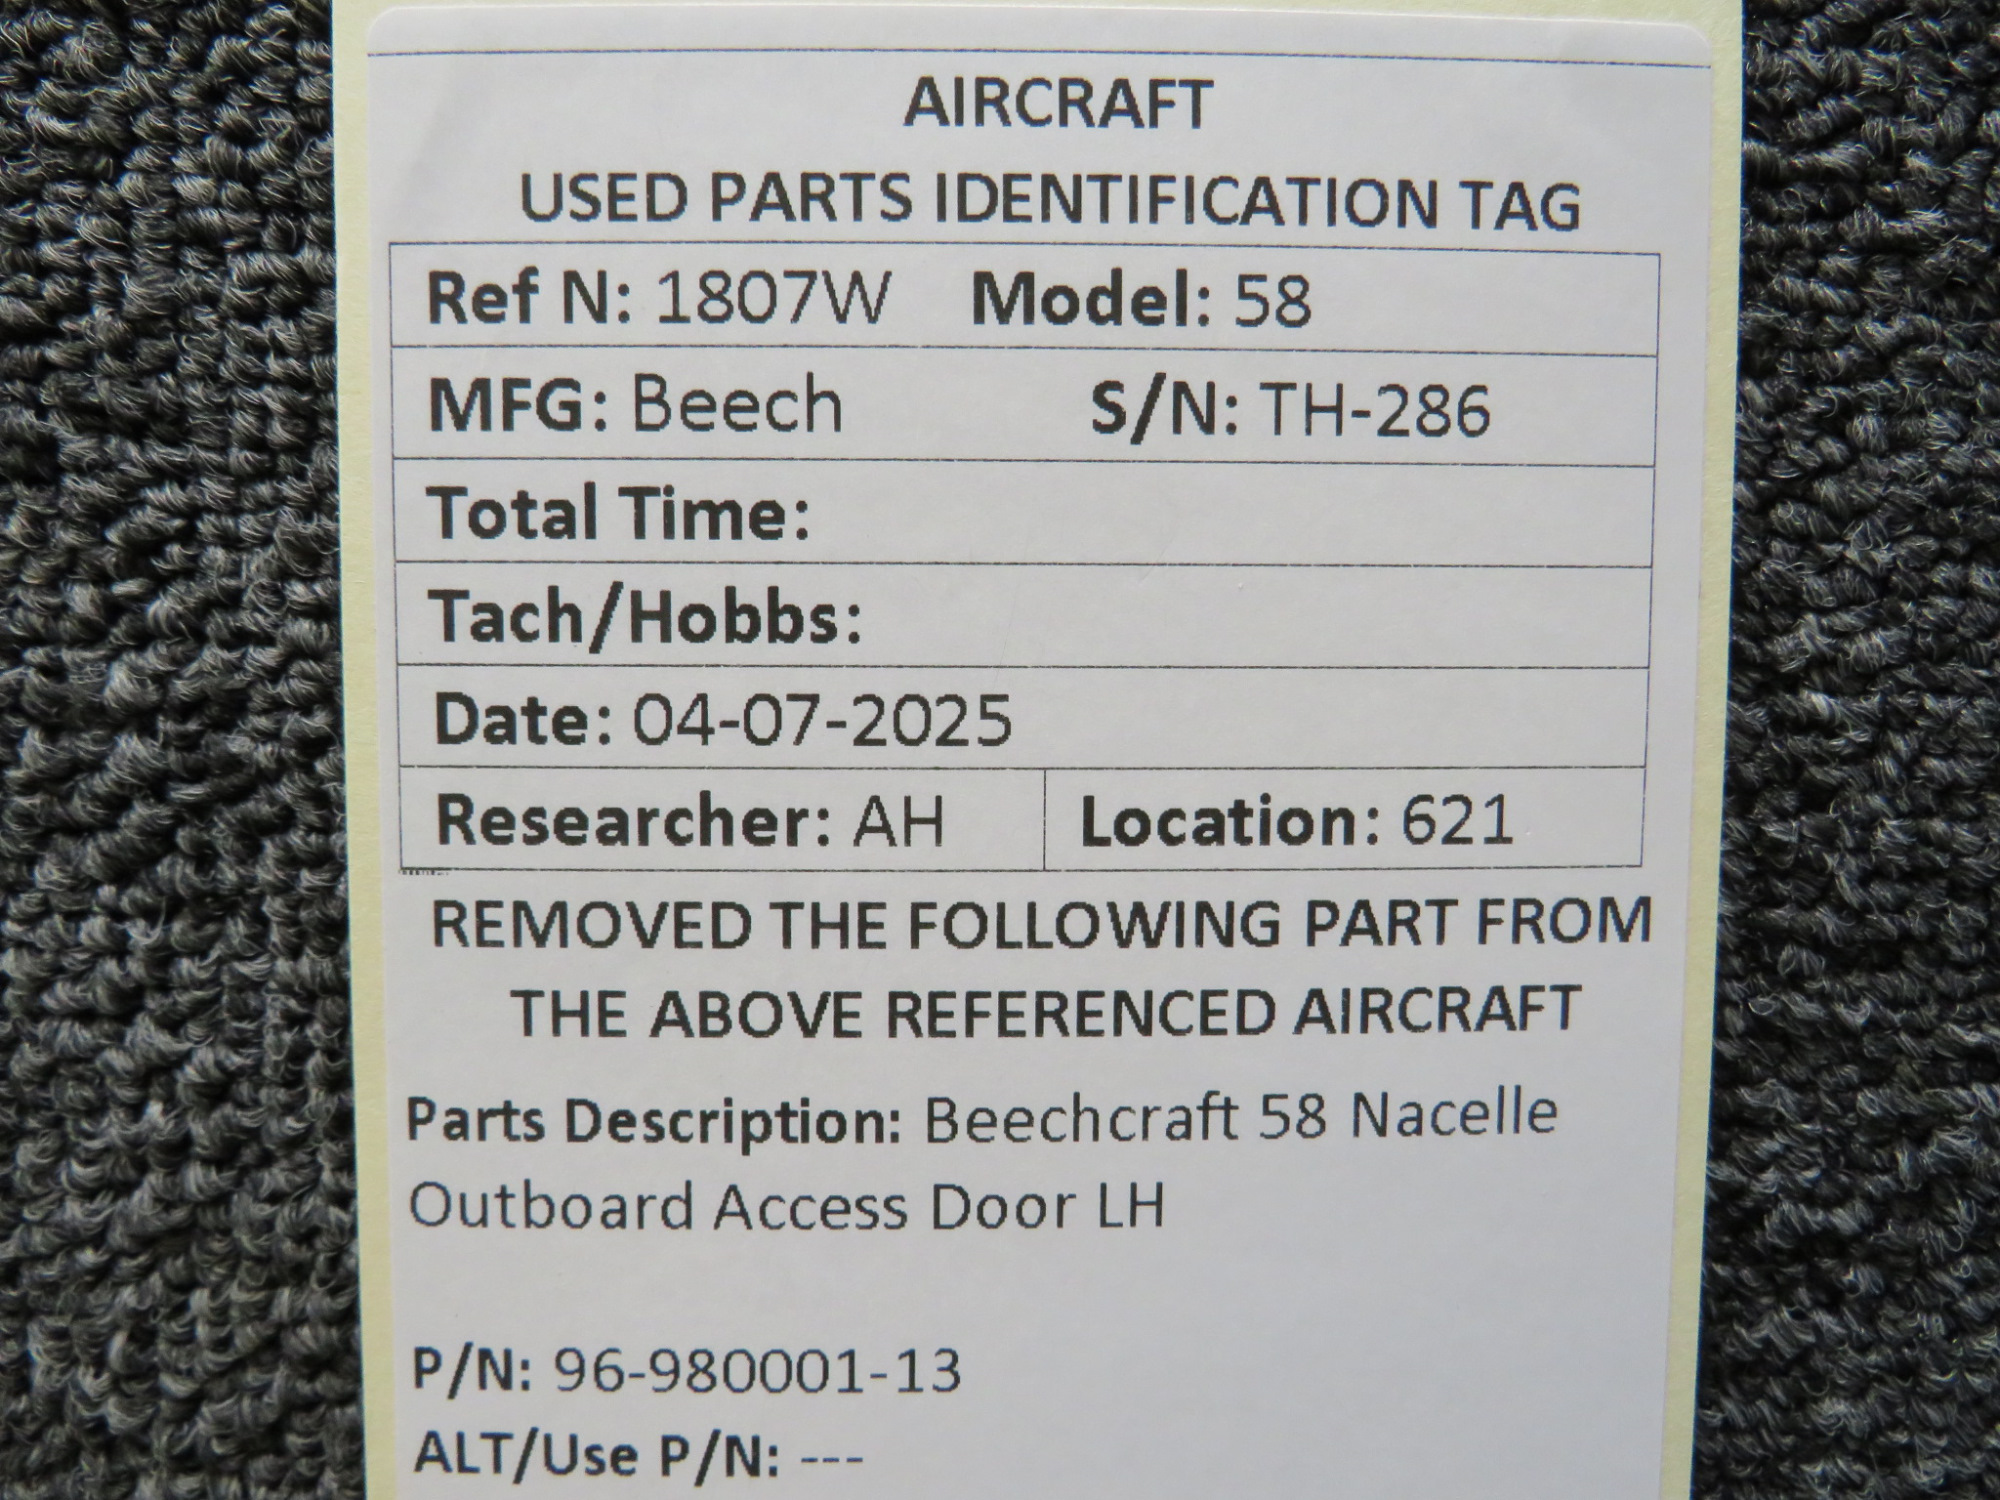 AIRCRAFT
USED PARTS IDENTIFICATION TAG
Ref N: 1807W Model: 58
MFG: Beech S/N: TH-286
Total Time:
Tach/Hobbs:
Date: 04-07-2025
Researcher: AH Location: 621
REMOVED THE FOLLOWING PART FROM
THE ABOVE REFERENCED AIRCRAFT
Parts Description: Beechcraft 58 Nacelle
Outboard Access Door LH
P/N: 96-980001-13
ALT/Use P/N: ---